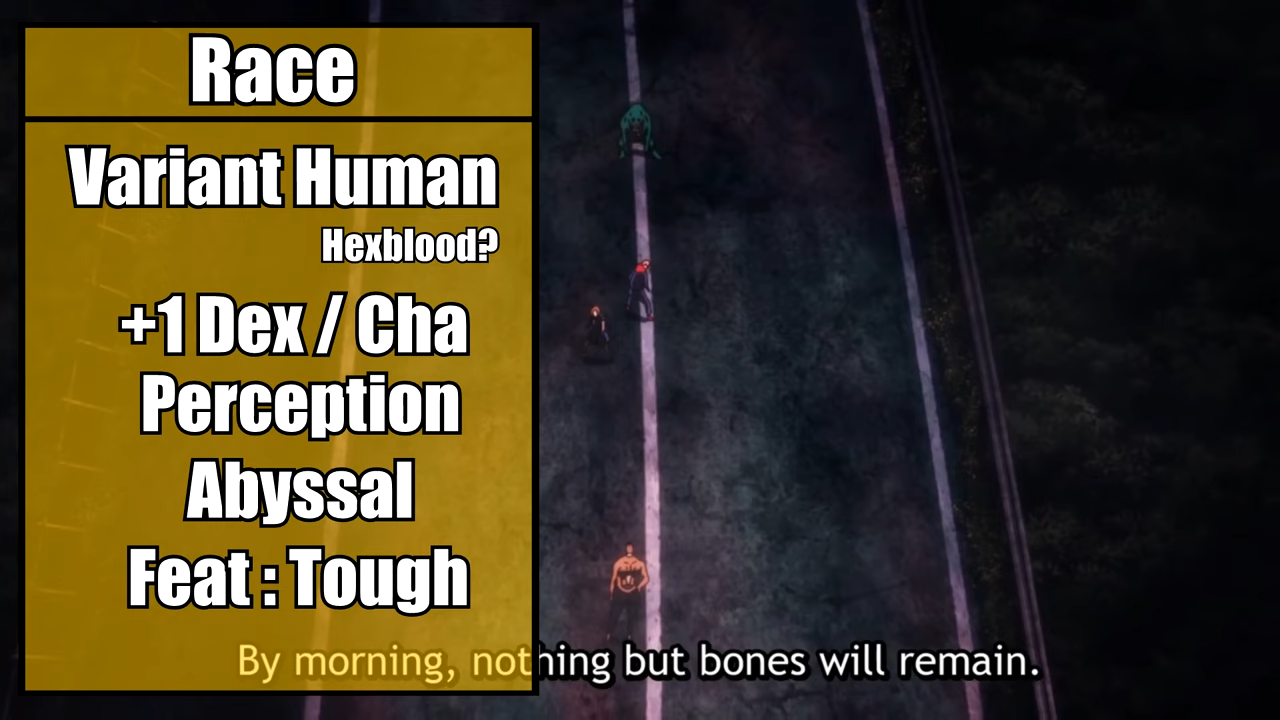 Race
Variant Human
Hexblood?
+1 Dex / Cha
Perception
Abyssal
Feat : Tough
By morning, nothing but bones will remain.